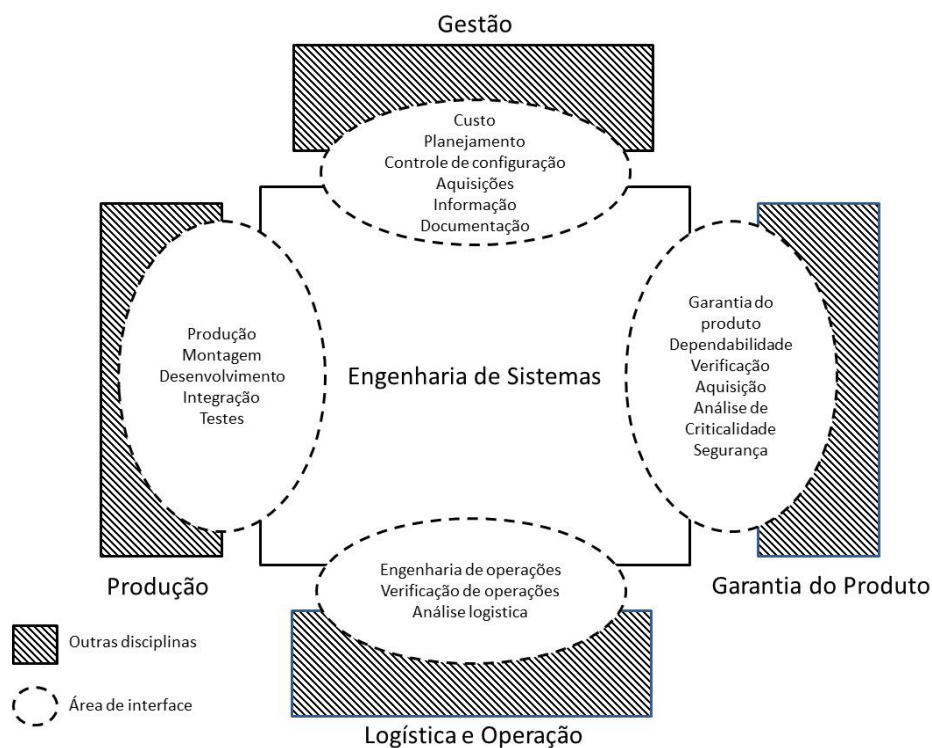 Gestão
Custo
Planejamento
Controle de configuração
Aquisições
Informação
Documentação
Produção
Montagem
Desenvolvimento
Integração
Testes
Engenharia de Sistemas
Garantia do
produto
Dependabilidade
Verificação
Aquisição
Análise de
Criticalidade
Segurança
Engenharia de operações
Verificação de operações
Análise logistica
Produção
Garantia do Produto
Outras disciplinas
Área de interface
Logística e Operação